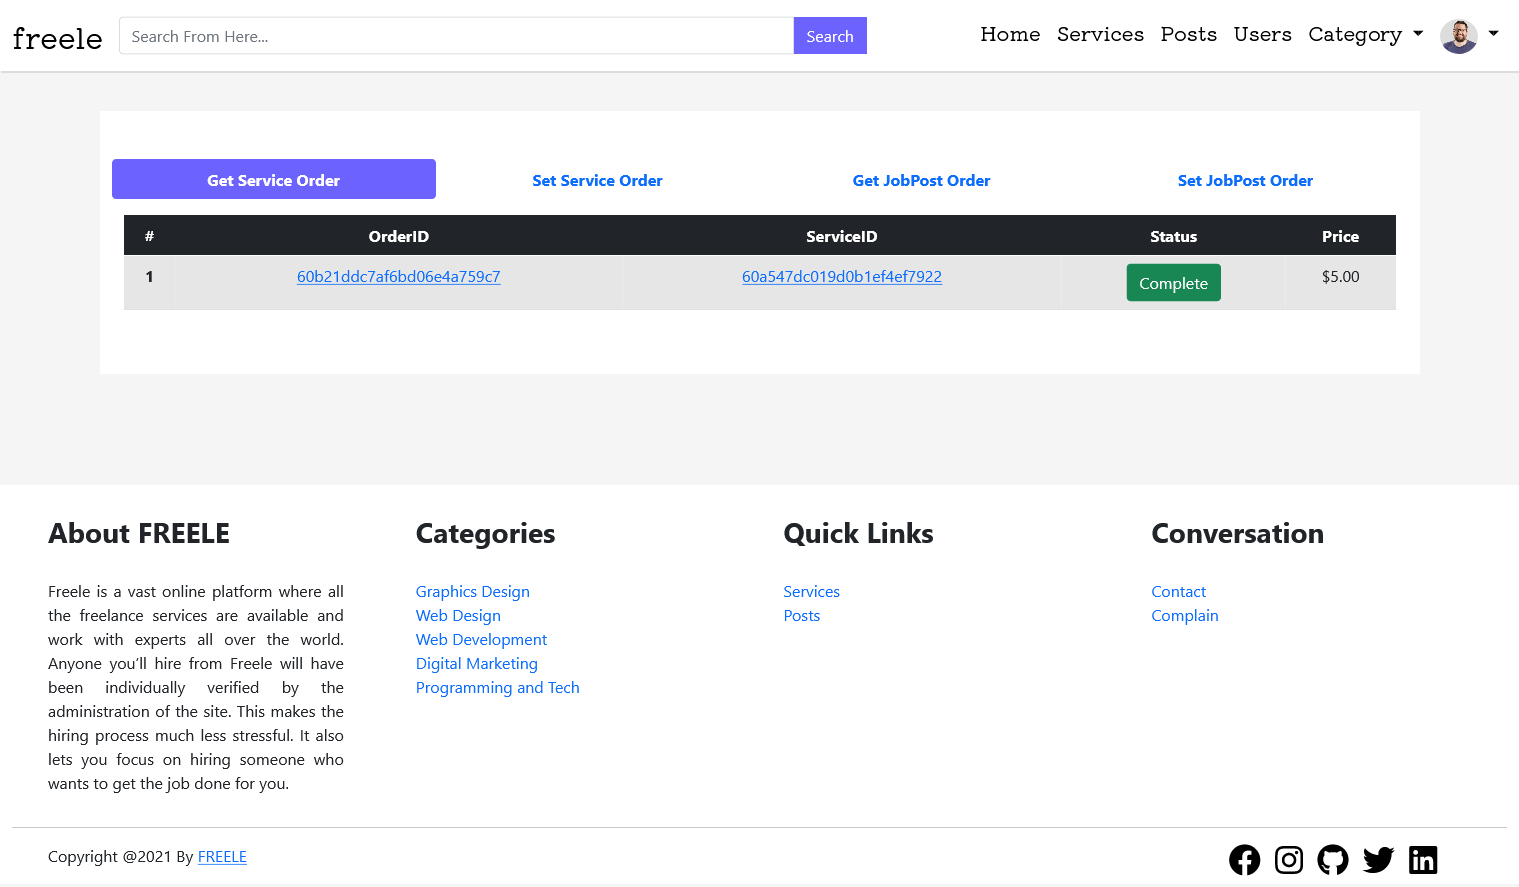 freele Search From Here... Search Home Services Posts Users Category
Get Service Order Set Service Order Get JobPost Order Set JobPost Order
# OrderID ServiceID Status Price
1 60b21ddc7af6bd06e4a759c7 60a547dc019d0b1ef4ef7922 Complete $5.00
About FREELE
Freele is a vast online platform where all
the freelance services are available and
work with experts all over the world.
Anyone you’ll hire from Freele will have
been individually verified by the
administration of the site. This makes the
hiring process much less stressful. It also
lets you focus on hiring someone who
wants to get the job done for you.
Categories
Graphics Design
Web Design
Web Development
Digital Marketing
Programming and Tech
Quick Links
Services
Posts
Conversation
Contact
Complain
Copyright @2021 By FREELE